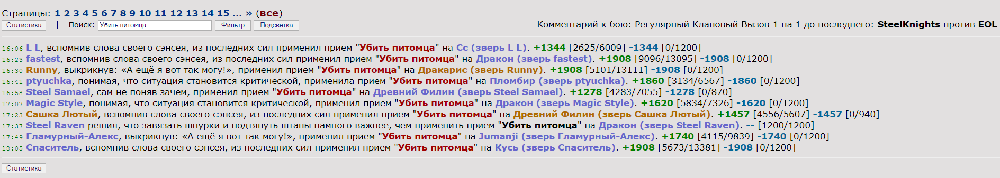 Страницы: 1 2 3 4 5 6 7 8 9 10 11 12 13 14 15 ... » (все)
Статистика | Поиск: Убить питомца Фильтр Подсветка Комментарий к бою: Регулярный Клановый Вызов 1 на 1 до последнего: SteelKnights против EOL
16:06 L L, вспомнив слова своего сэнсея, из последних сил применил прием "Убить питомца" на Cc (зверь L L). +1344 [2625/6009] -1344 [0/1200]
16:23 fastest, вспомнив слова своего сэнсея, из последних сил применил прием "Убить питомца" на Дракон (зверь fastest). +1908 [9096/13095] -1908 [0/1200]
16:30 Runny, выкрикнув: «А ещё я вот так могу!», применил прием "Убить питомца" на Дракарис (зверь Runny). +1908 [5101/13111] -1908 [0/1200]
16:41 ptyuchka, понимая, что ситуация становится критической, применила прием "Убить питомца" на Пломбир (зверь ptyuchka). +1860 [3134/6567] -1860 [0/1200]
16:58 Steel Samael, сам не поняв зачем, применил прием "Убить питомца" на Древний Филин (зверь Steel Samael). +1278 [4283/7055] -1278 [0/870]
17:07 Magic Style, понимая, что ситуация становится критической, применил прием "Убить питомца" на Дракон (зверь Magic Style). +1620 [5834/7326] -1620 [0/1200]
17:23 Сашка Лютый, вспомнив слова своего сэнсея, из последних сил применил прием "Убить питомца" на Древний Филин (зверь Сашка Лютый). +1457 [4556/5607] -1457 [0/940]
17:37 Steel Raven решил, что завязать шнурки и подтянуть штаны намного важнее, чем применить прием "Убить питомца" на Дракон (зверь Steel Raven). -- [1200/1200]
17:49 Гламурный-Алекс, выкрикнув: «А ещё я вот так могу!», применил прием "Убить питомца" на Jumanji (зверь Гламурный-Алекс). +1740 [4115/9839] -1740 [0/1200]
18:05 Спаситель, вспомнив слова своего сэнсея, из последних сил применил прием "Убить питомца" на Кусь (зверь Спаситель). +1908 [5673/13381] -1908 [0/1200]
Статистика